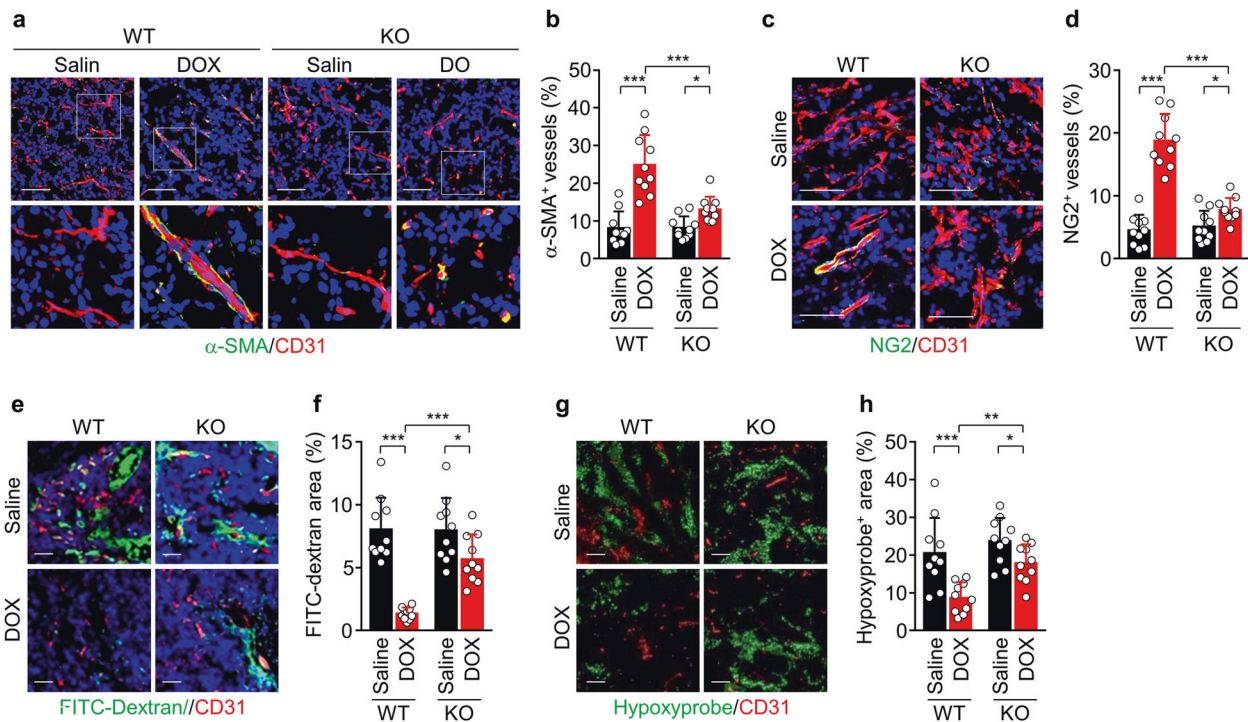 a
WT KO
Salin DOX Salin DO
α-SMA/CD31
b
α-SMA⁺ vessels (%)
50
40
30
20
10
0
*** * ***
Saline DOX Saline DOX
WT KO
c
WT KO
Saline
DOX
NG2/CD31
d
NG2⁺ vessels (%)
30
20
10
0
*** * ***
Saline DOX Saline DOX
WT KO
e
WT KO
Saline
DOX
FITC-Dextran//CD31
f
FITC-dextran area (%)
15
10
5
0
*** * ***
Saline DOX Saline DOX
WT KO
g
WT KO
Saline
DOX
Hypoxyprobe/CD31
h
Hypoxyprobe⁺ area (%)
50
40
30
20
10
0
*** * **
Saline DOX Saline DOX
WT KO